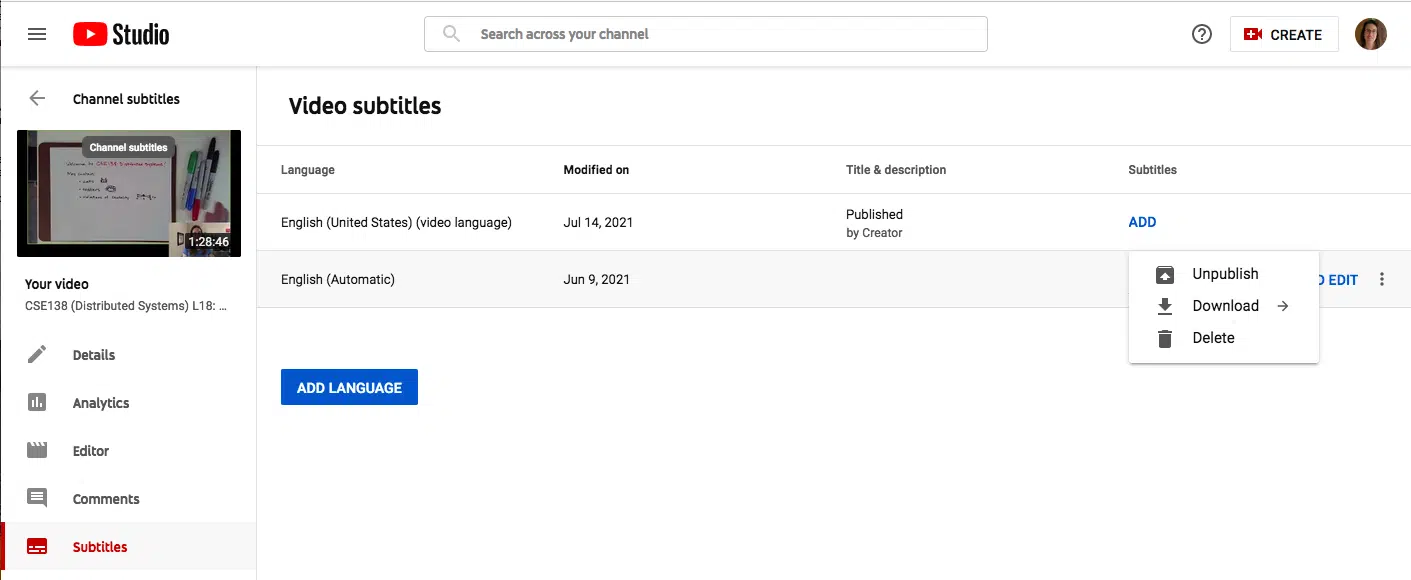 Studio
Search across your channel
CREATE
Channel subtitles
Channel subtitles
1:28:46
Your video
CSE138 (Distributed Systems) L18: ...
Details
Analytics
Editor
Comments
Subtitles
Video subtitles
Language Modified on Title & description Subtitles
English (United States) (video language) Jul 14, 2021 Published
by Creator ADD
English (Automatic) Jun 9, 2021 EDIT
Unpublish
Download
Delete
ADD LANGUAGE